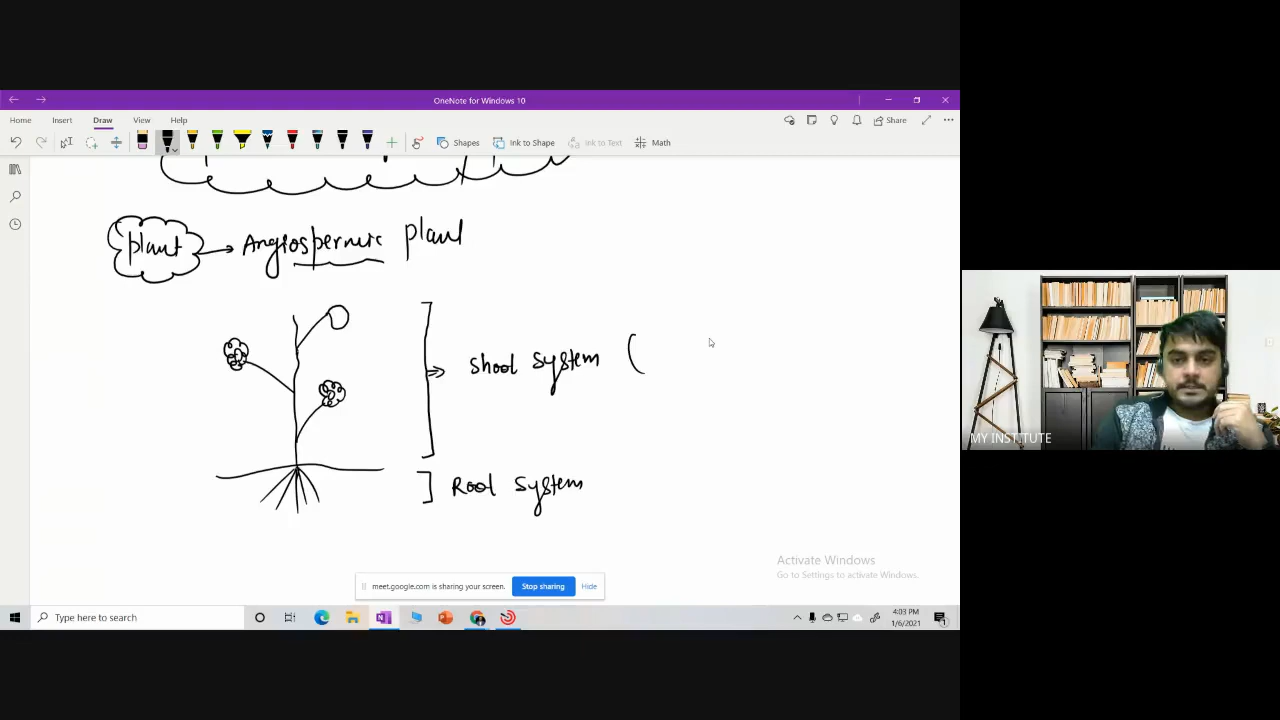 OneNote for Windows 10
Home Insert Draw View Help
Share
Shapes Ink to Shape Ink to Text Math
plant → Angiospermic plant
Shoot System (
Root System
MY INSTITUTE
Activate Windows
Go to Settings to activate Windows.
meet.google.com is sharing your screen. Stop sharing Hide
Type here to search
4:03 PM
1/6/2021